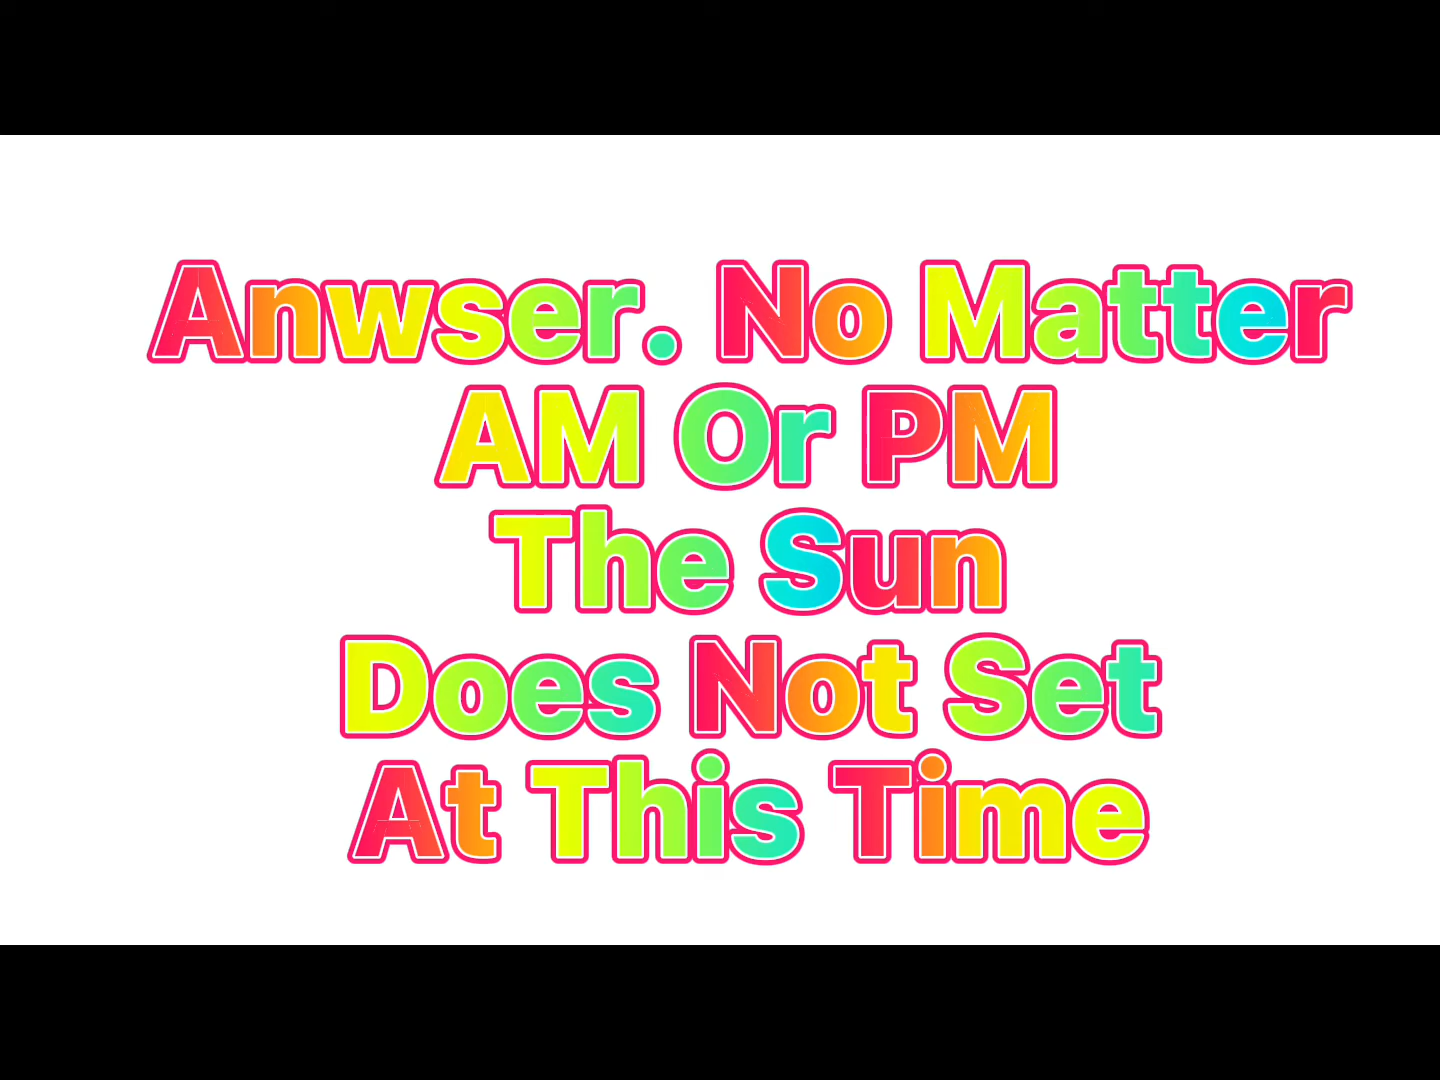 Anwser. No Matter
AM Or PM
The Sun
Does Not Set
At This Time